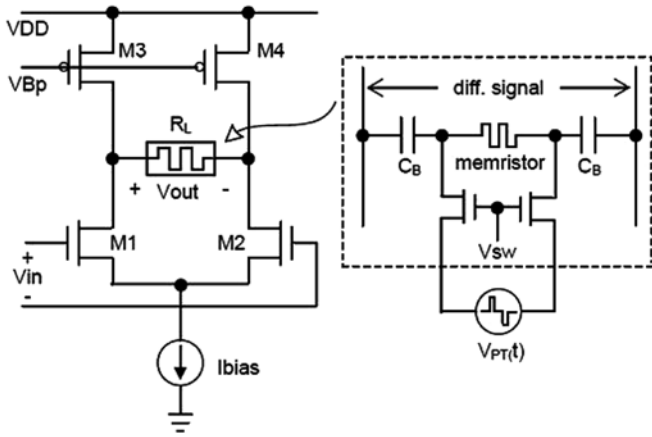 VDD
M3
M4
VBp
RL
+ Vout -
M1
M2
+
Vin
-
Ibias
diff. signal
CB
memristor
CB
Vsw
VPT(t)